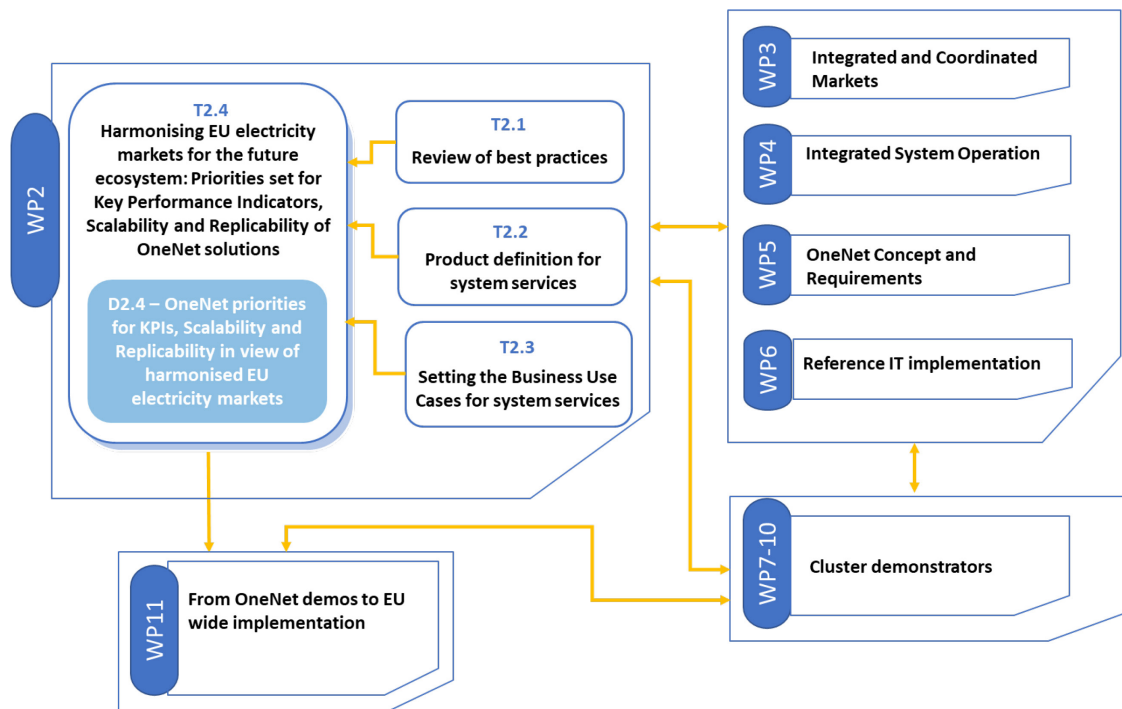 WP2
T2.4
Harmonising EU electricity
markets for the future
ecosystem: Priorities set for
Key Performance Indicators,
Scalability and Replicability of
OneNet solutions
D2.4 – OneNet priorities
for KPIs, Scalability and
Replicability in view of
harmonised EU
electricity markets
T2.1
Review of best practices
T2.2
Product definition for
system services
T2.3
Setting the Business Use
Cases for system services
WP3
Integrated and Coordinated
Markets
WP4
Integrated System Operation
WP5
OneNet Concept and
Requirements
WP6
Reference IT implementation
WP7-10
Cluster demonstrators
WP11
From OneNet demos to EU
wide implementation